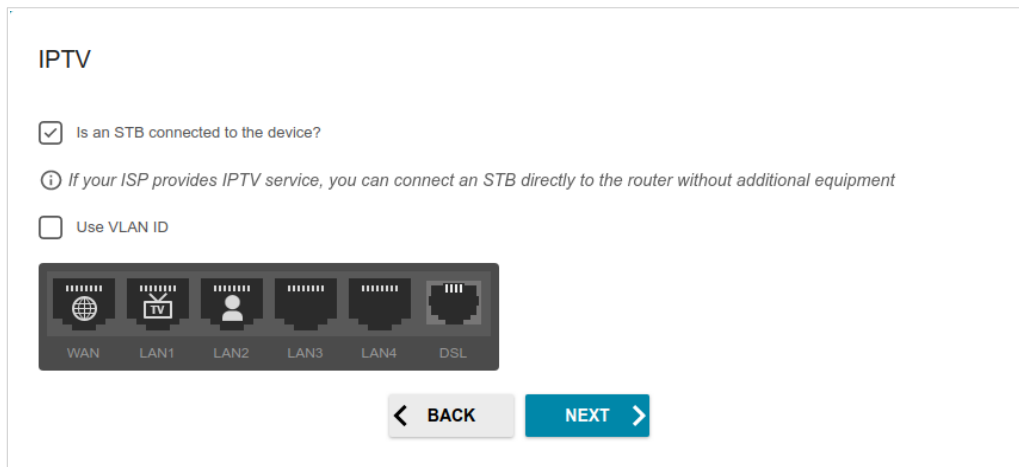 IPTV
Is an STB connected to the device?
If your ISP provides IPTV service, you can connect an STB directly to the router without additional equipment
Use VLAN ID
TV
WAN LAN1 LAN2 LAN3 LAN4 DSL
BACK NEXT